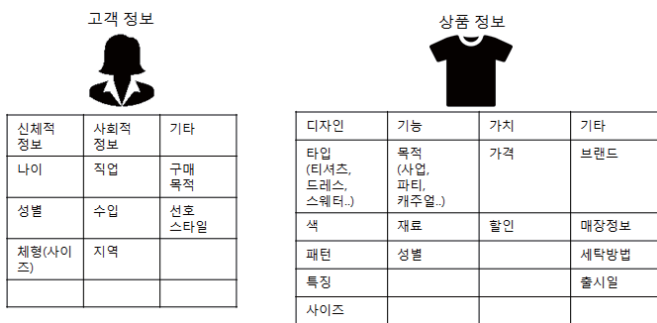 고객 정보
신체적
정보
사회적
정보
기타
나이
직업
구매
목적
성별
수입
선호
스타일
체형(사이
즈)
지역
상품 정보
디자인
기능
가치
기타
타입
(티셔츠,
드레스,
스웨터..)
목적
(사업,
파티,
캐주얼..)
가격
브랜드
색
재료
할인
매장정보
패턴
성별
세탁방법
특징
출시일
사이즈